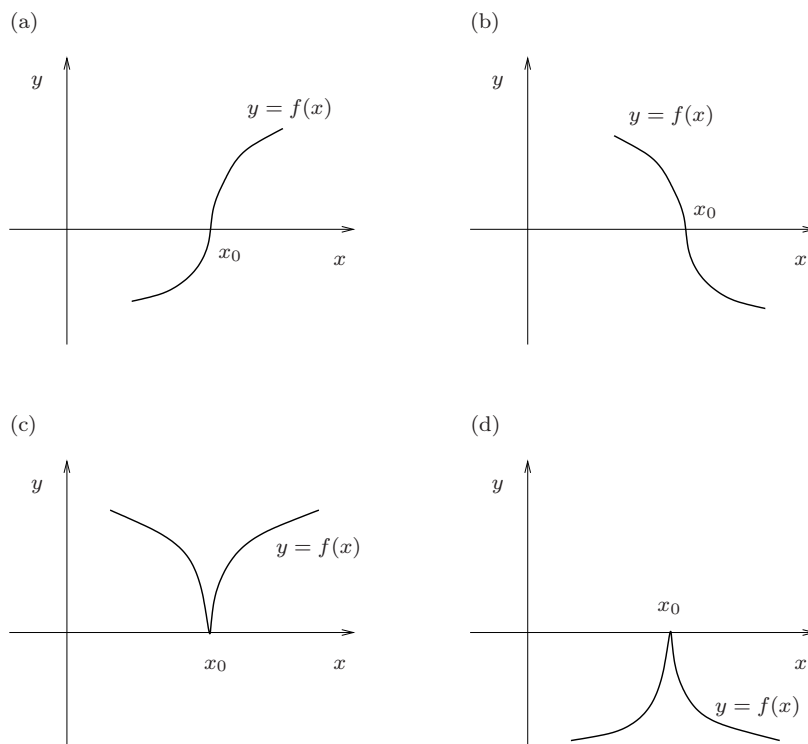 (a)
y
y = f(x)
x₀
x
(b)
y
y = f(x)
x₀
x
(c)
y
y = f(x)
x₀
x
(d)
y
x₀
x
y = f(x)